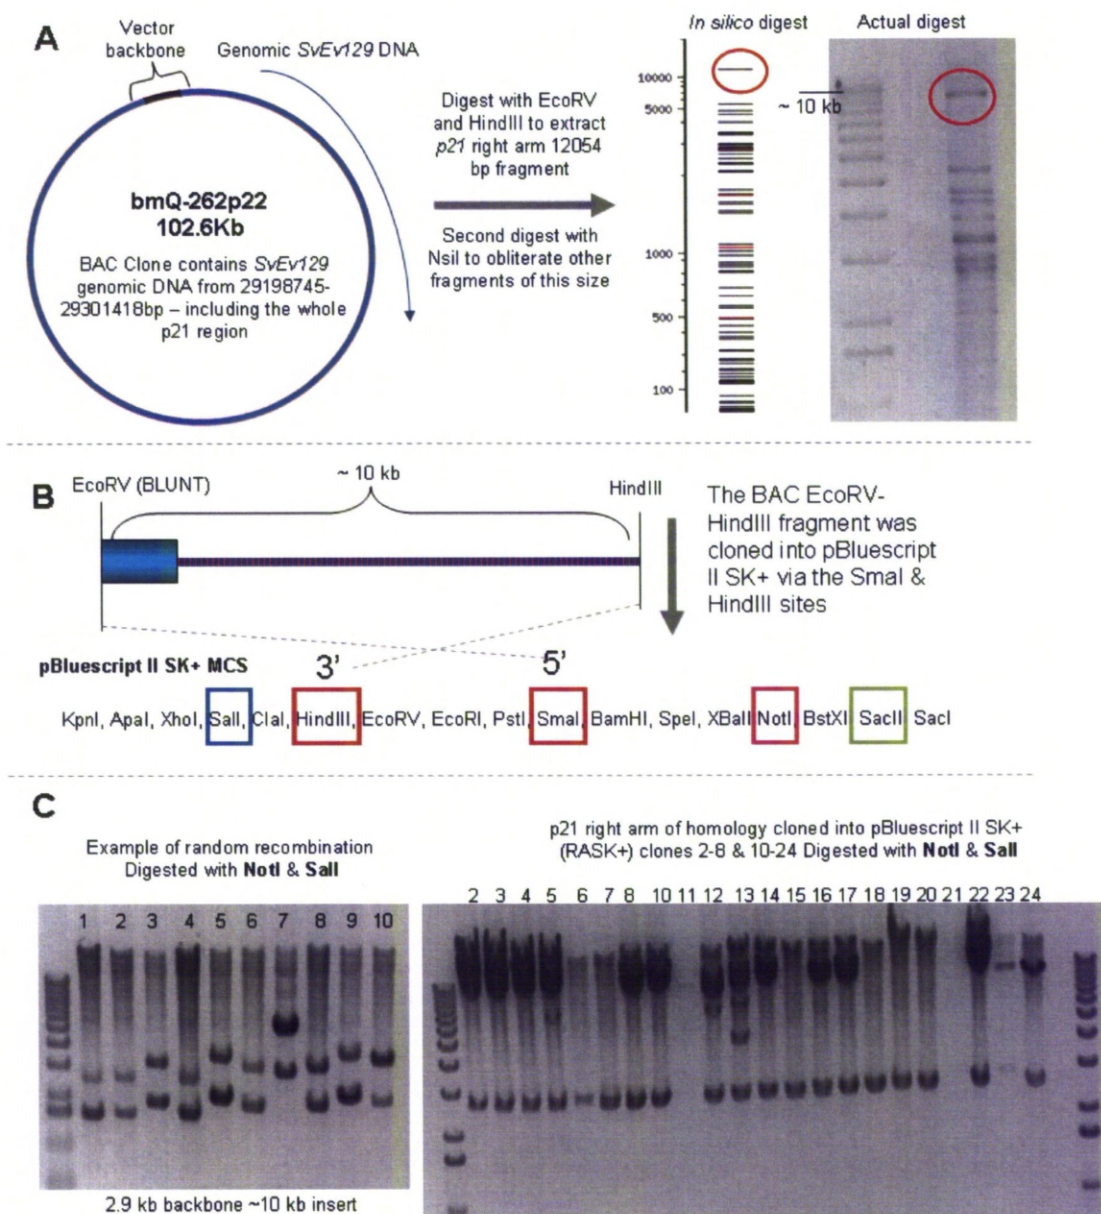 A
Vector
backbone
Genomic SvEv129 DNA
bmQ-262p22
102.6Kb
BAC Clone contains SvEv129
genomic DNA from 29198745-
29301418bp – including the whole
p21 region
Digest with EcoRV
and HindIII to extract
p21 right arm 12054
bp fragment
Second digest with
NsiI to obliterate other
fragments of this size
In silico digest
Actual digest
10000
5000
1000
500
100
~ 10 kb
B
EcoRV (BLUNT)
~ 10 kb
HindIII
The BAC EcoRV-
HindIII fragment was
cloned into pBluescript
II SK+ via the SmaI &
HindIII sites
pBluescript II SK+ MCS
3'
5'
KpnI, ApaI, XhoI, SalI, ClaI, HindIII, EcoRV, EcoRI, PstI, SmaI, BamHI, SpeI, XBaII NotI, BstXI SacII SacI
C
Example of random recombination
Digested with NotI & SalI
1 2 3 4 5 6 7 8 9 10
2.9 kb backbone ~10 kb insert
p21 right arm of homology cloned into pBluescript II SK+
(RASK+) clones 2-8 & 10-24 Digested with NotI & SalI
2 3 4 5 6 7 8 10 11 12 13 14 15 16 17 18 19 20 21 22 23 24